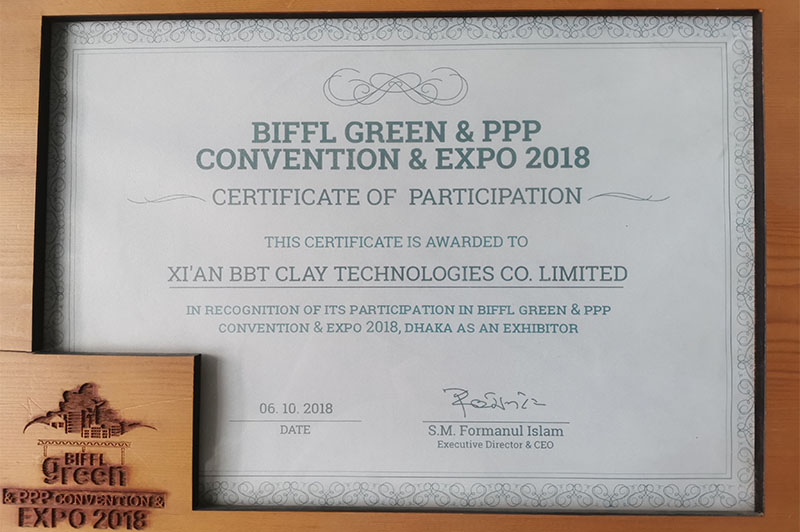 BIFFL GREEN & PPP
CONVENTION & EXPO 2018
CERTIFICATE OF PARTICIPATION
THIS CERTIFICATE IS AWARDED TO
XI'AN BBT CLAY TECHNOLOGIES CO. LIMITED
IN RECOGNITION OF ITS PARTICIPATION IN BIFFL GREEN & PPP
CONVENTION & EXPO 2018, DHAKA AS AN EXHIBITOR
06. 10. 2018
DATE
S.M. Formanul Islam
Executive Director & CEO
BIFFL
green
& PPP CONVENTION &
EXPO 2018